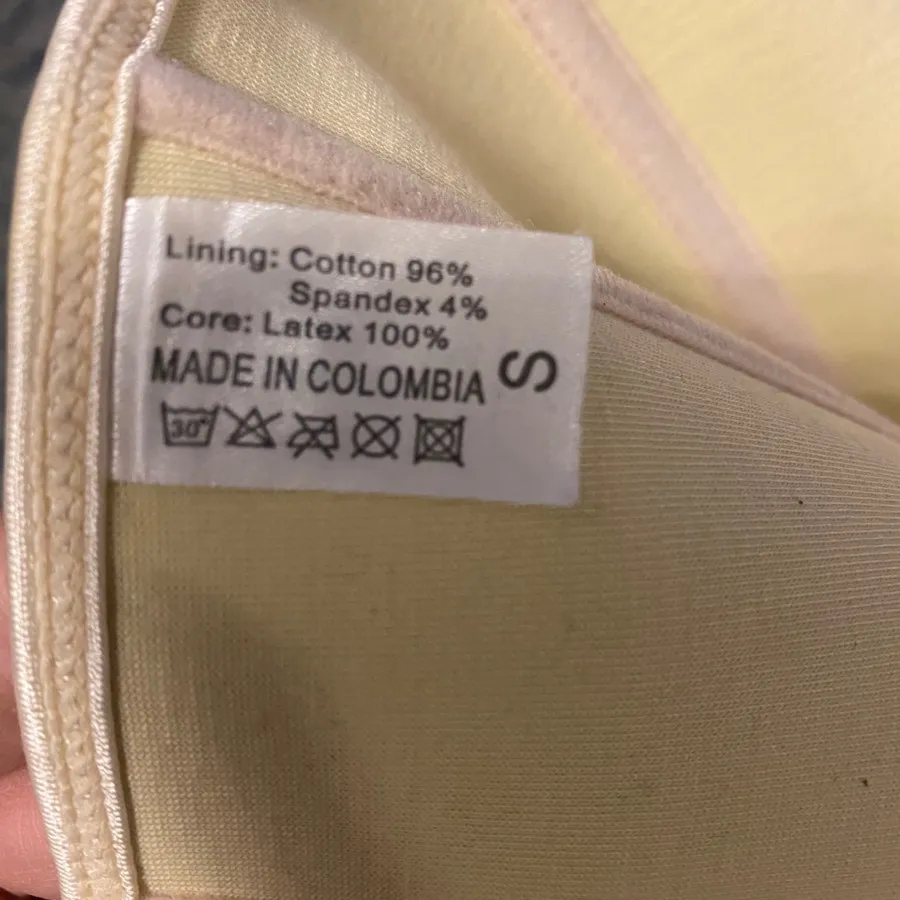 Lining: Cotton 96%
Spandex 4%
Core: Latex 100%
MADE IN COLOMBIA
S
30°